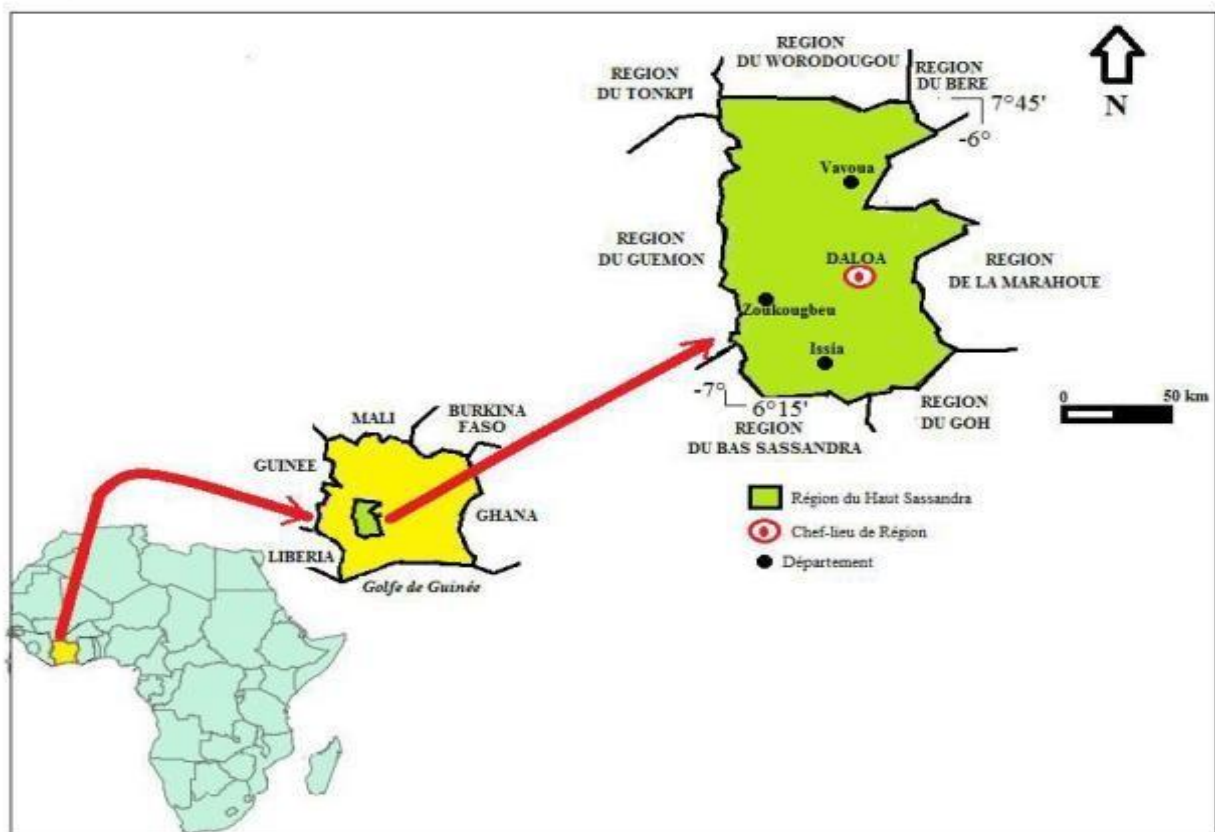 REGION
DU WORODOUGOU
REGION
DU TONKPI
REGION
DU BERE
7°45'
-6°
N
Vavoua
REGION
DU GUEMON
DALOA
REGION
DE LA MARAHOUE
Zoukougbeu
Issia
-7°
6°15'
REGION
DU BAS SASSANDRA
REGION
DU GOH
0
50 km
MALI
BURKINA
FASO
GUINEE
GHANA
LIBERIA
Golfe de Guinée
Région du Haut Sassandra
Chef-lieu de Région
Département